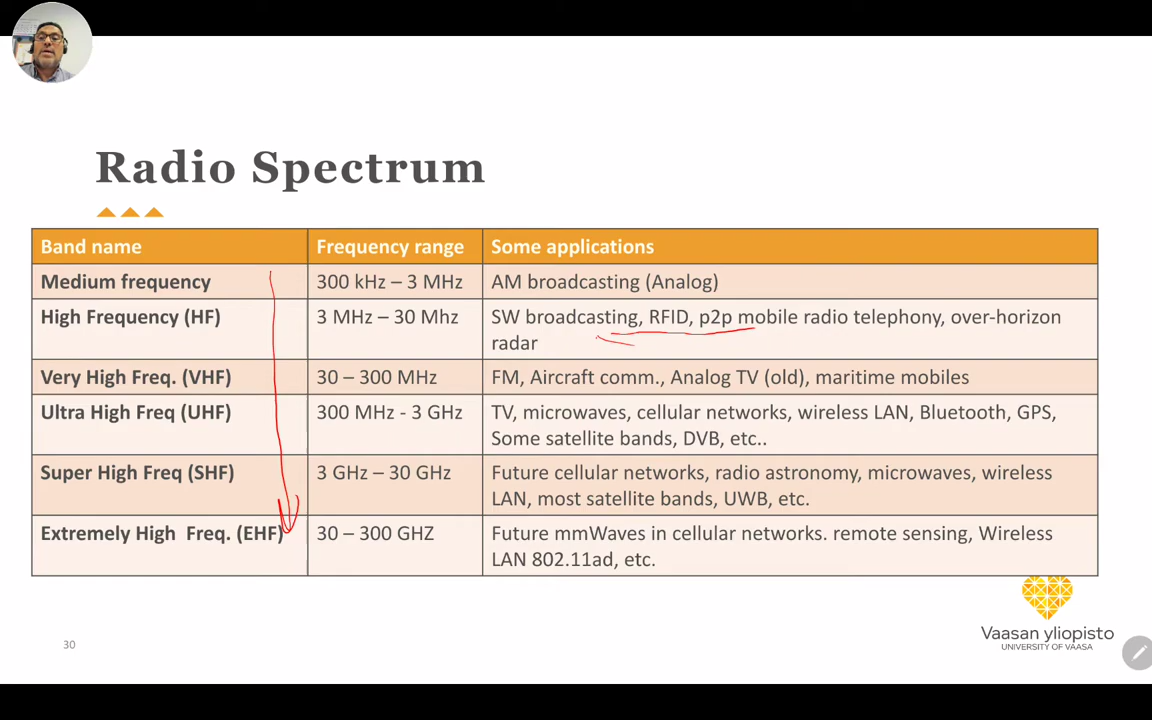 Radio Spectrum
Band name Frequency range Some applications
Medium frequency 300 kHz – 3 MHz AM broadcasting (Analog)
High Frequency (HF) 3 MHz – 30 Mhz SW broadcasting, RFID, p2p mobile radio telephony, over-horizon
radar
Very High Freq. (VHF) 30 – 300 MHz FM, Aircraft comm., Analog TV (old), maritime mobiles
Ultra High Freq (UHF) 300 MHz - 3 GHz TV, microwaves, cellular networks, wireless LAN, Bluetooth, GPS,
Some satellite bands, DVB, etc..
Super High Freq (SHF) 3 GHz – 30 GHz Future cellular networks, radio astronomy, microwaves, wireless
LAN, most satellite bands, UWB, etc.
Extremely High Freq. (EHF) 30 – 300 GHZ Future mmWaves in cellular networks. remote sensing, Wireless
LAN 802.11ad, etc.
Vaasan yliopisto
UNIVERSITY OF VAASA
30